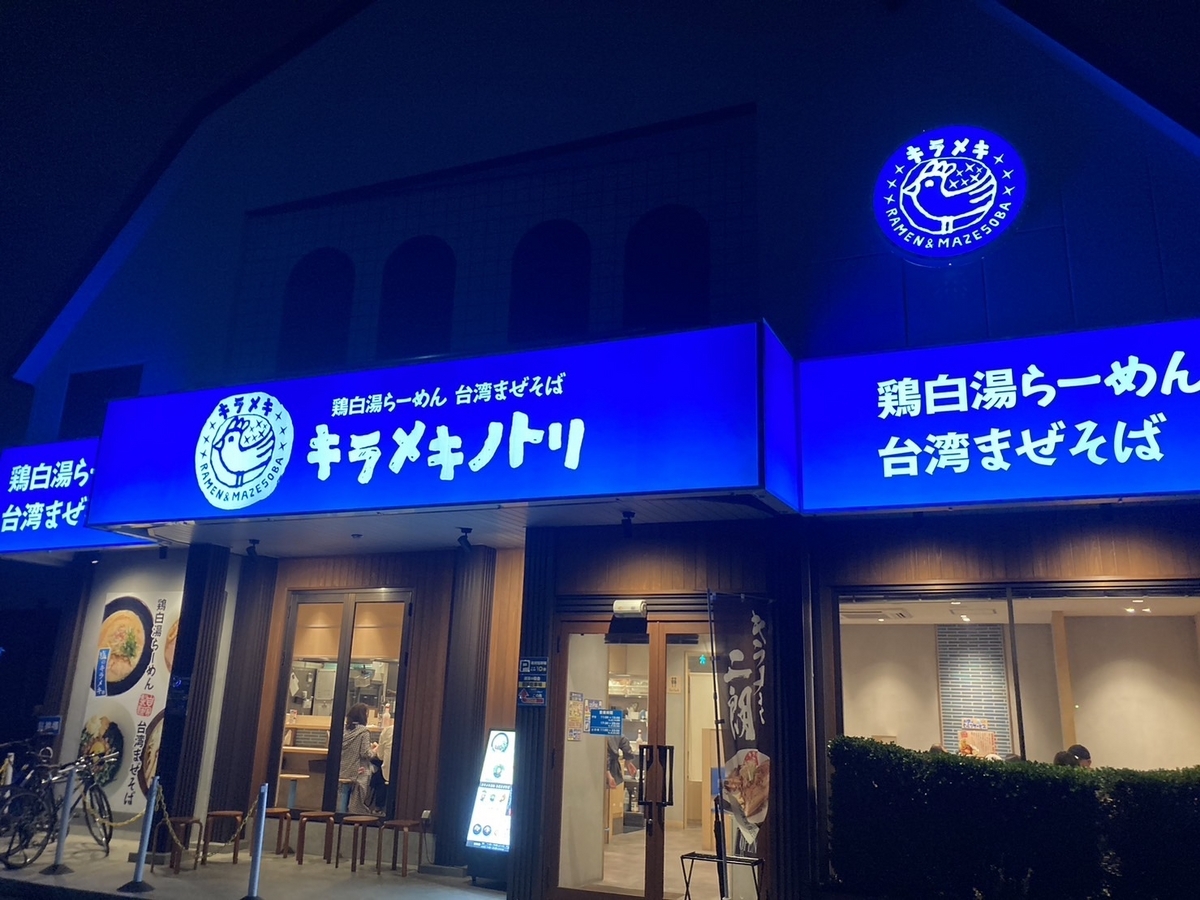 キラメキ
RAMEN&MAZESOBA
鶏白湯らーめん 台湾まぜそば
キラメキノトリ
キラメキ
RAMEN&MAZESOBA
鶏白湯らーめん
台湾まぜそば
鶏白湯ら
台湾まぜ
鶏白湯らーめん
台湾まぜそば
キラメキ
二郎